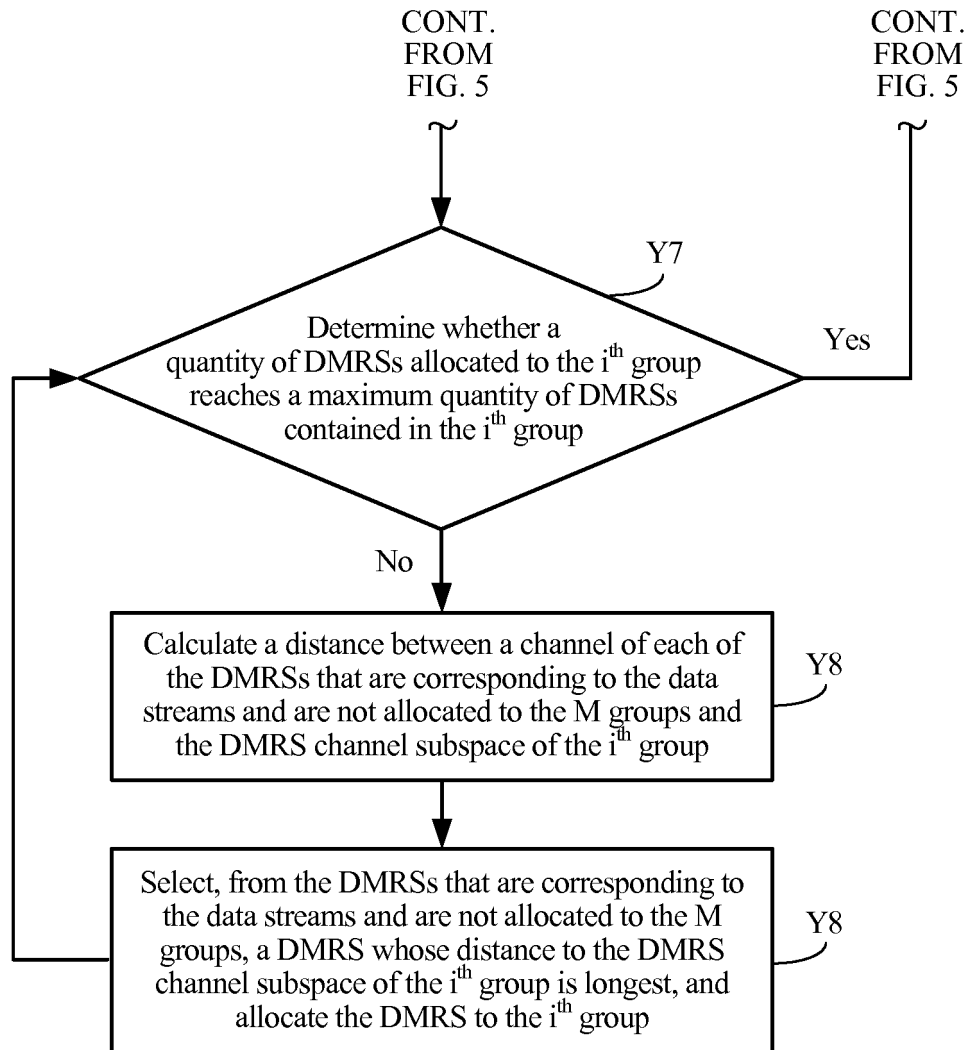 CONT.
FROM
FIG. 5
CONT.
FROM
FIG. 5
Y7
Determine whether a
quantity of DMRSs allocated to the ith group
reaches a maximum quantity of DMRSs
contained in the ith group
Yes
No
Calculate a distance between a channel of each of
the DMRSs that are corresponding to the data
streams and are not allocated to the M groups and
the DMRS channel subspace of the ith group
Y8
Select, from the DMRSs that are corresponding to
the data streams and are not allocated to the M
groups, a DMRS whose distance to the DMRS
channel subspace of the ith group is longest, and
allocate the DMRS to the ith group
Y8